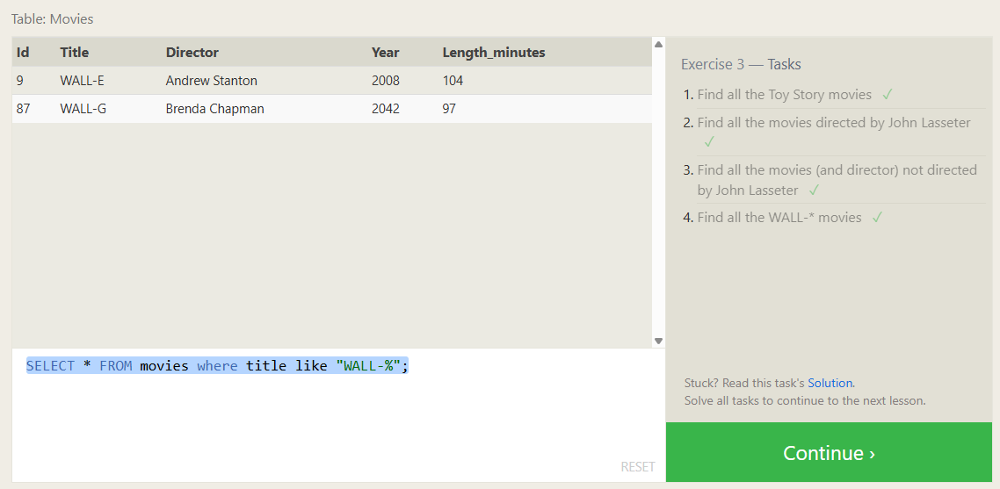 Table: Movies
Id Title Director Year Length_minutes
9 WALL-E Andrew Stanton 2008 104
87 WALL-G Brenda Chapman 2042 97
SELECT * FROM movies where title like "WALL-%";
RESET
Exercise 3 — Tasks
1. Find all the Toy Story movies ✓
2. Find all the movies directed by John Lasseter
✓
3. Find all the movies (and director) not directed
by John Lasseter ✓
4. Find all the WALL-* movies ✓
Stuck? Read this task's Solution.
Solve all tasks to continue to the next lesson.
Continue ›